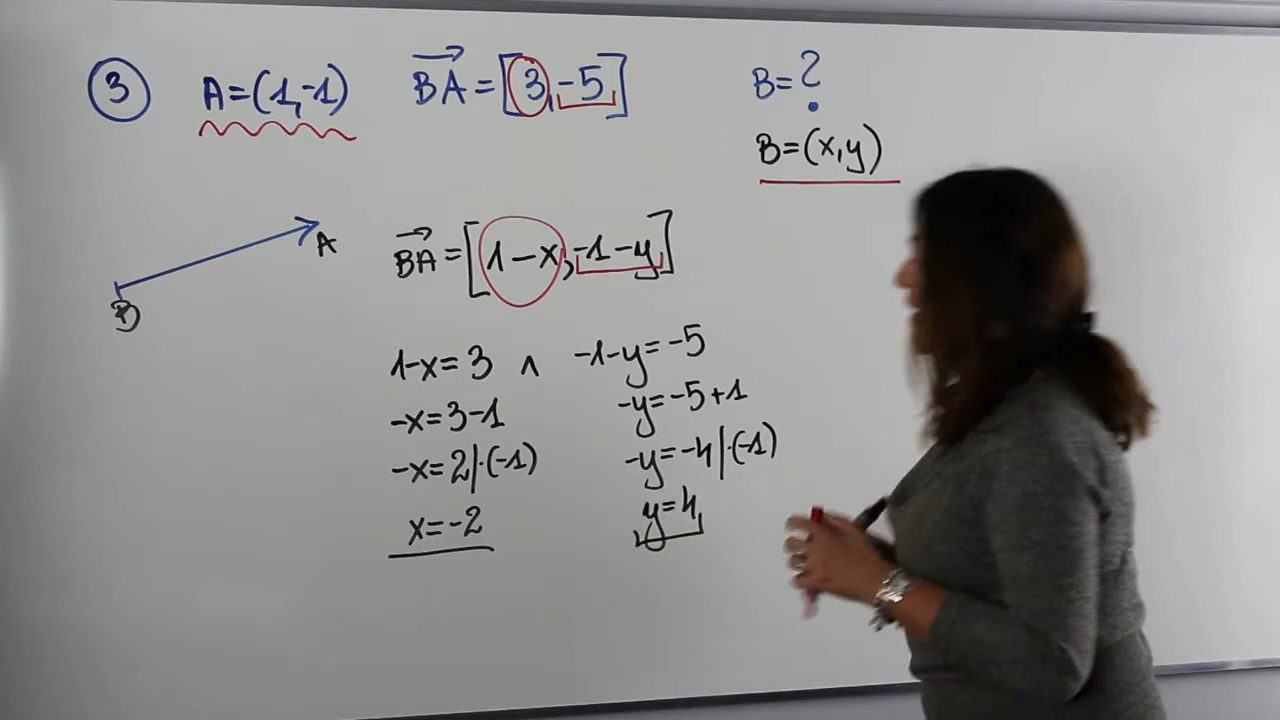 3 A=(1,-1) BA=[3,-5] B=?
B=(x,y)
A
B
BA=[1-x,-1-y]
1-x=3 ∧ -1-y=-5
-x=3-1 -y=-5+1
-x=2|·(-1) -y=-4|·(-1)
x=-2 y=4